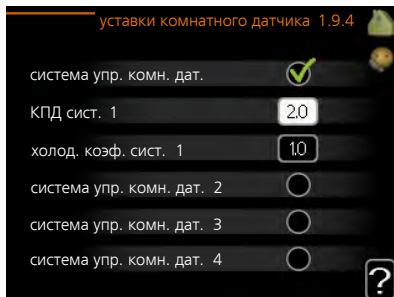 уставки комнатного датчика 1.9.4
система упр. комн. дат.
КПД сист. 1 2.0
холод. коэф. сист. 1 1.0
система упр. комн. дат. 2
система упр. комн. дат. 3
система упр. комн. дат. 4
?